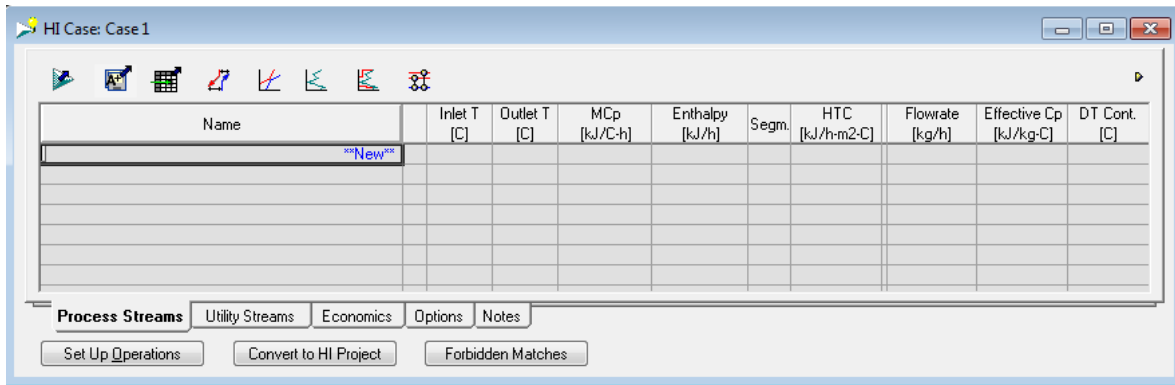 HI Case: Case 1
Name Inlet T [C] Outlet T [C] MCp [kJ/C-h] Enthalpy [kJ/h] Segm. HTC [kJ/h-m2-C] Flowrate [kg/h] Effective Cp [kJ/kg-C] DT Cont. [C]
**New**
Process Streams Utility Streams Economics Options Notes
Set Up Operations Convert to HI Project Forbidden Matches